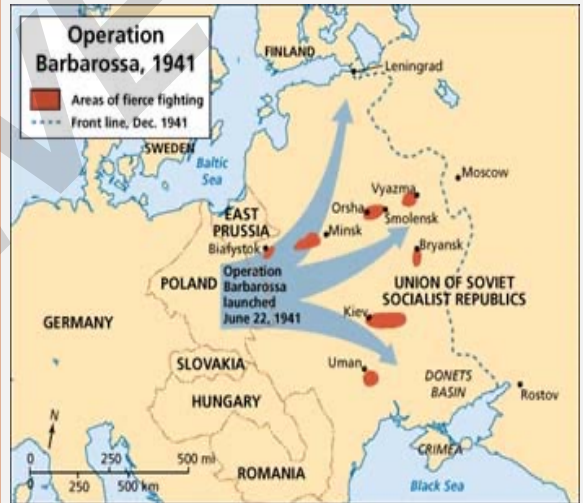 Operation
Barbarossa, 1941
Areas of fierce fighting
Front line, Dec. 1941
FINLAND
Leningrad
SWEDEN
Baltic
Sea
Moscow
Vyazma
Orsha
Smolensk
EAST
PRUSSIA
Minsk
Białystok
Bryansk
POLAND
Operation
Barbarossa
launched
June 22, 1941
UNION OF SOVIET
SOCIALIST REPUBLICS
GERMANY
Kiev
SLOVAKIA
Uman
DONETS
BASIN
Rostov
HUNGARY
N
0 250 500 mi
0 250 500 km
CRIMEA
ROMANIA
Black Sea